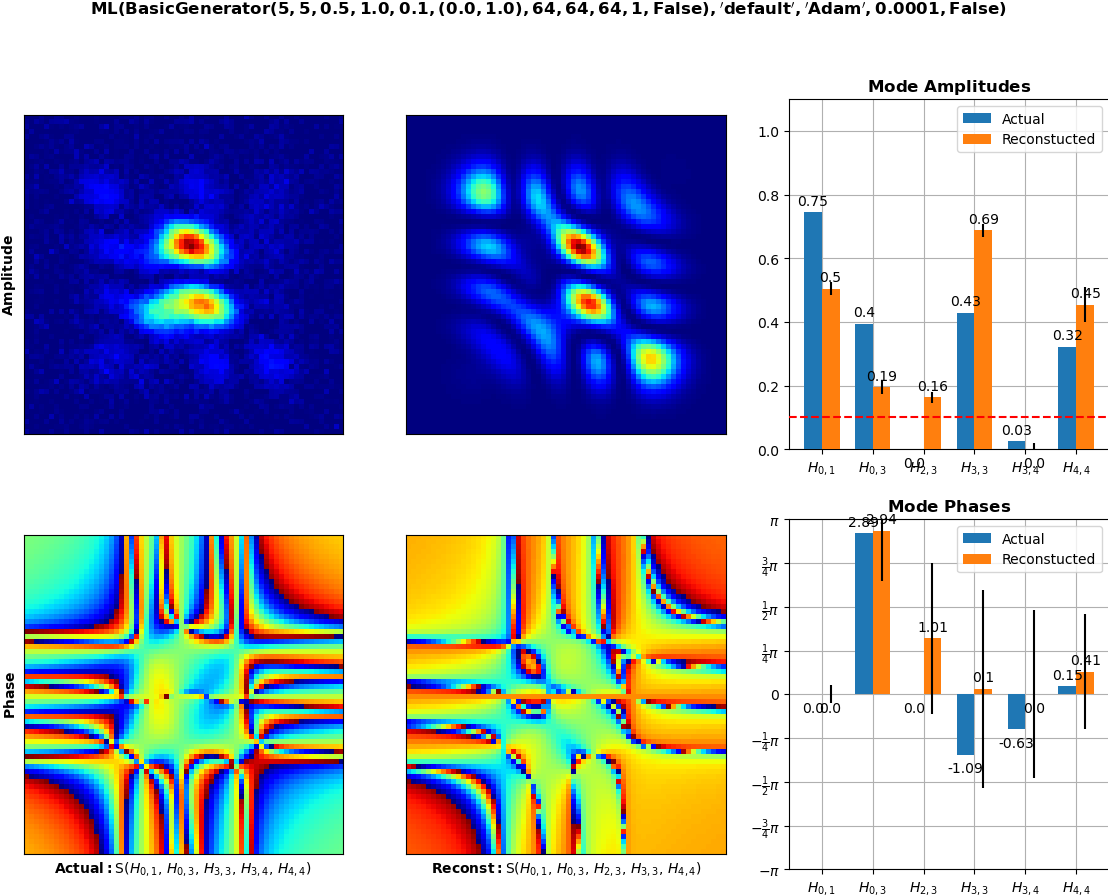 ML(BasicGenerator(5, 5, 0.5, 1.0, 0.1, (0.0, 1.0), 64, 64, 64, 1, False), 'default', 'Adam', 0.0001, False)
Amplitude
Mode Amplitudes
Actual
Reconstucted
1.0
0.8
0.6
0.4
0.2
0.0
0.75
0.5
0.4
0.19
0.0
0.16
0.43
0.69
0.03
0.0
0.32
0.45
H0,1
H0,3
H2,3
H3,3
H3,4
H4,4
Phase
Actual: S(H0,1, H0,3, H3,3, H3,4, H4,4)
Reconst: S(H0,1, H0,3, H2,3, H3,3, H4,4)
Mode Phases
Actual
Reconstucted
π
3/4π
1/2π
1/4π
0
−1/4π
−1/2π
−3/4π
−π
0.0
0.0
2.89
2.94
0.0
1.01
-1.09
0.1
-0.63
0.0
0.15
0.41
H0,1
H0,3
H2,3
H3,3
H3,4
H4,4